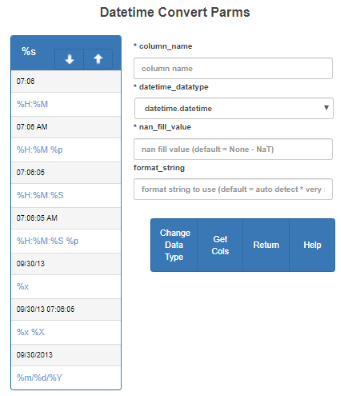 Datetime Convert Parms
%s
07:06
%H:%M
07:06 AM
%H:%M %p
07:06:05
%H:%M:%S
07:06:05 AM
%H:%M:%S %p
09/30/13
%x
09/30/13 07:06:05
%x %X
09/30/2013
%m/%d/%Y
* column_name
column name
* datetime_datatype
datetime.datetime
* nan_fill_value
nan fill value (default = None - NaT)
format_string
format string to use (default = auto detect * very
Change Data Type
Get Cols
Return
Help